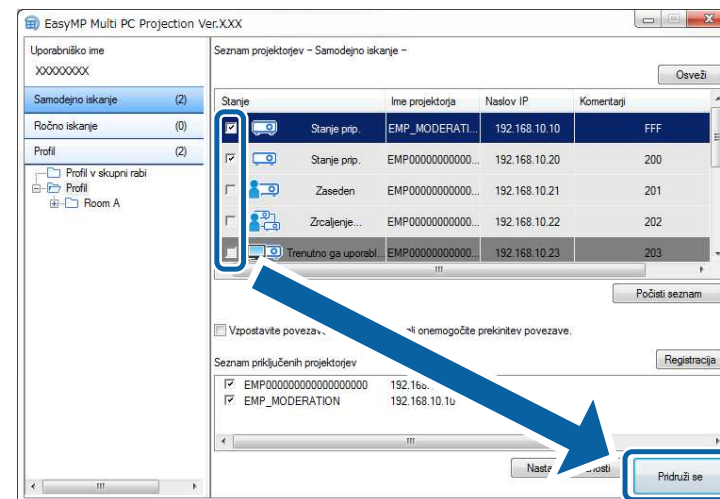 EasyMP Multi PC Projection Ver.XXX
Uporabniško ime
XXXXXXXX
Samodejno iskanje (2)
Ročno iskanje (0)
Profil (2)
Profil v skupni rabi
Profil
Room A
Seznam projektorjev - Samodejno iskanje -
Osveži
Stanje Ime projektorja Naslov IP Komentarji
Stanje prip. EMP_MODERATI... 192.168.10.10 FFF
Stanje prip. EMP00000000000... 192.168.10.20 200
Zaseden EMP00000000000... 192.168.10.21 201
Zrcaljenje... EMP00000000000... 192.168.10.22 202
Trenutno ga uporabl... EMP00000000000... 192.168.10.23 203
Počisti seznam
Vzpostavite onemogočite prekinitev povezave.
Seznam priključenih projektorjev
Registracija
EMP000000000000000000 192.168.
EMP_MODERATION 192.168.10.10
Pridruži se